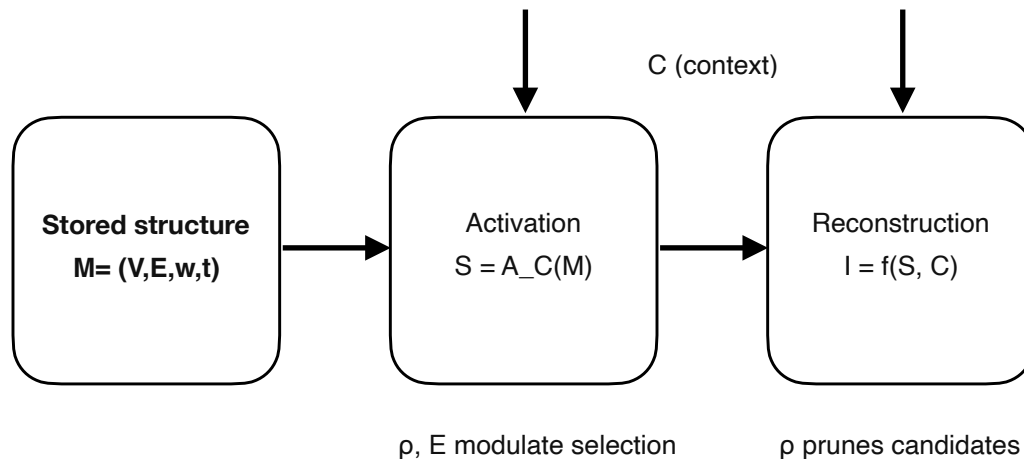 C (context)
Stored structure
M= (V,E,w,t)
Activation
S = A_C(M)
Reconstruction
I = f(S, C)
ρ, E modulate selection
ρ prunes candidates